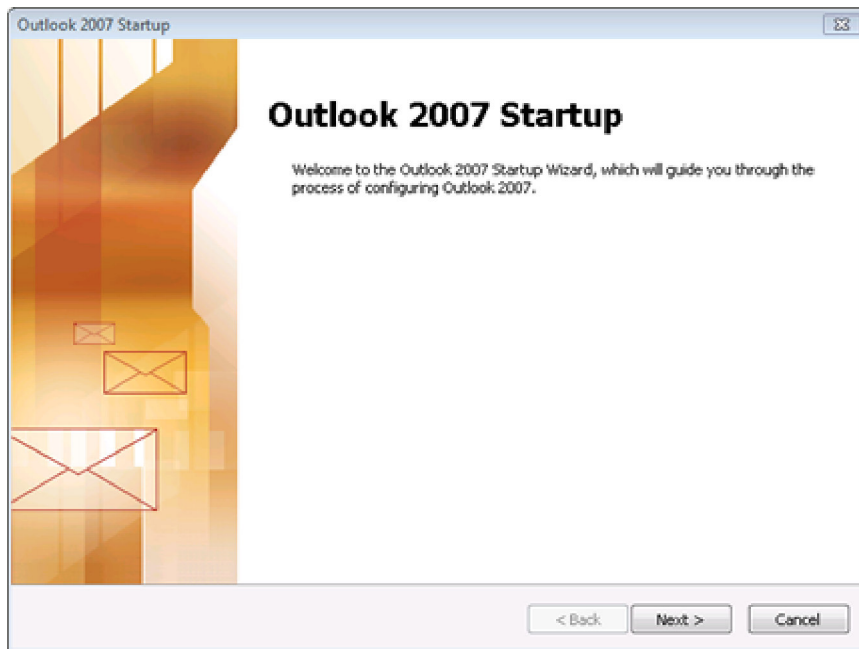 Outlook 2007 Startup
Outlook 2007 Startup
Welcome to the Outlook 2007 Startup Wizard, which will guide you through the
process of configuring Outlook 2007.
< Back Next > Cancel